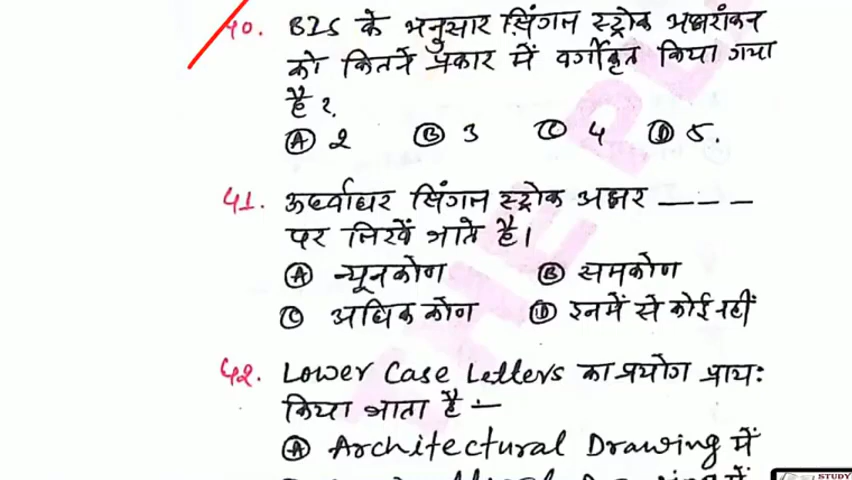 40. BIS के अनुसार सिंगल स्ट्रोक अक्षरांकन
को कितने प्रकार में वर्गीकृत किया गया
है?
Ⓐ 2 Ⓑ 3 Ⓒ 4 Ⓓ 5.
41. ऊर्ध्वाधर सिंगल स्ट्रोक अक्षर ———
पर लिखें जाते है।
Ⓐ न्यूनकोण Ⓑ समकोण
Ⓒ अधिक कोण Ⓓ इनमें से कोई नहीं
42. Lower Case Letters का प्रयोग प्रायः
किया जाता है :—
Ⓐ Architectural Drawing में
STUDY